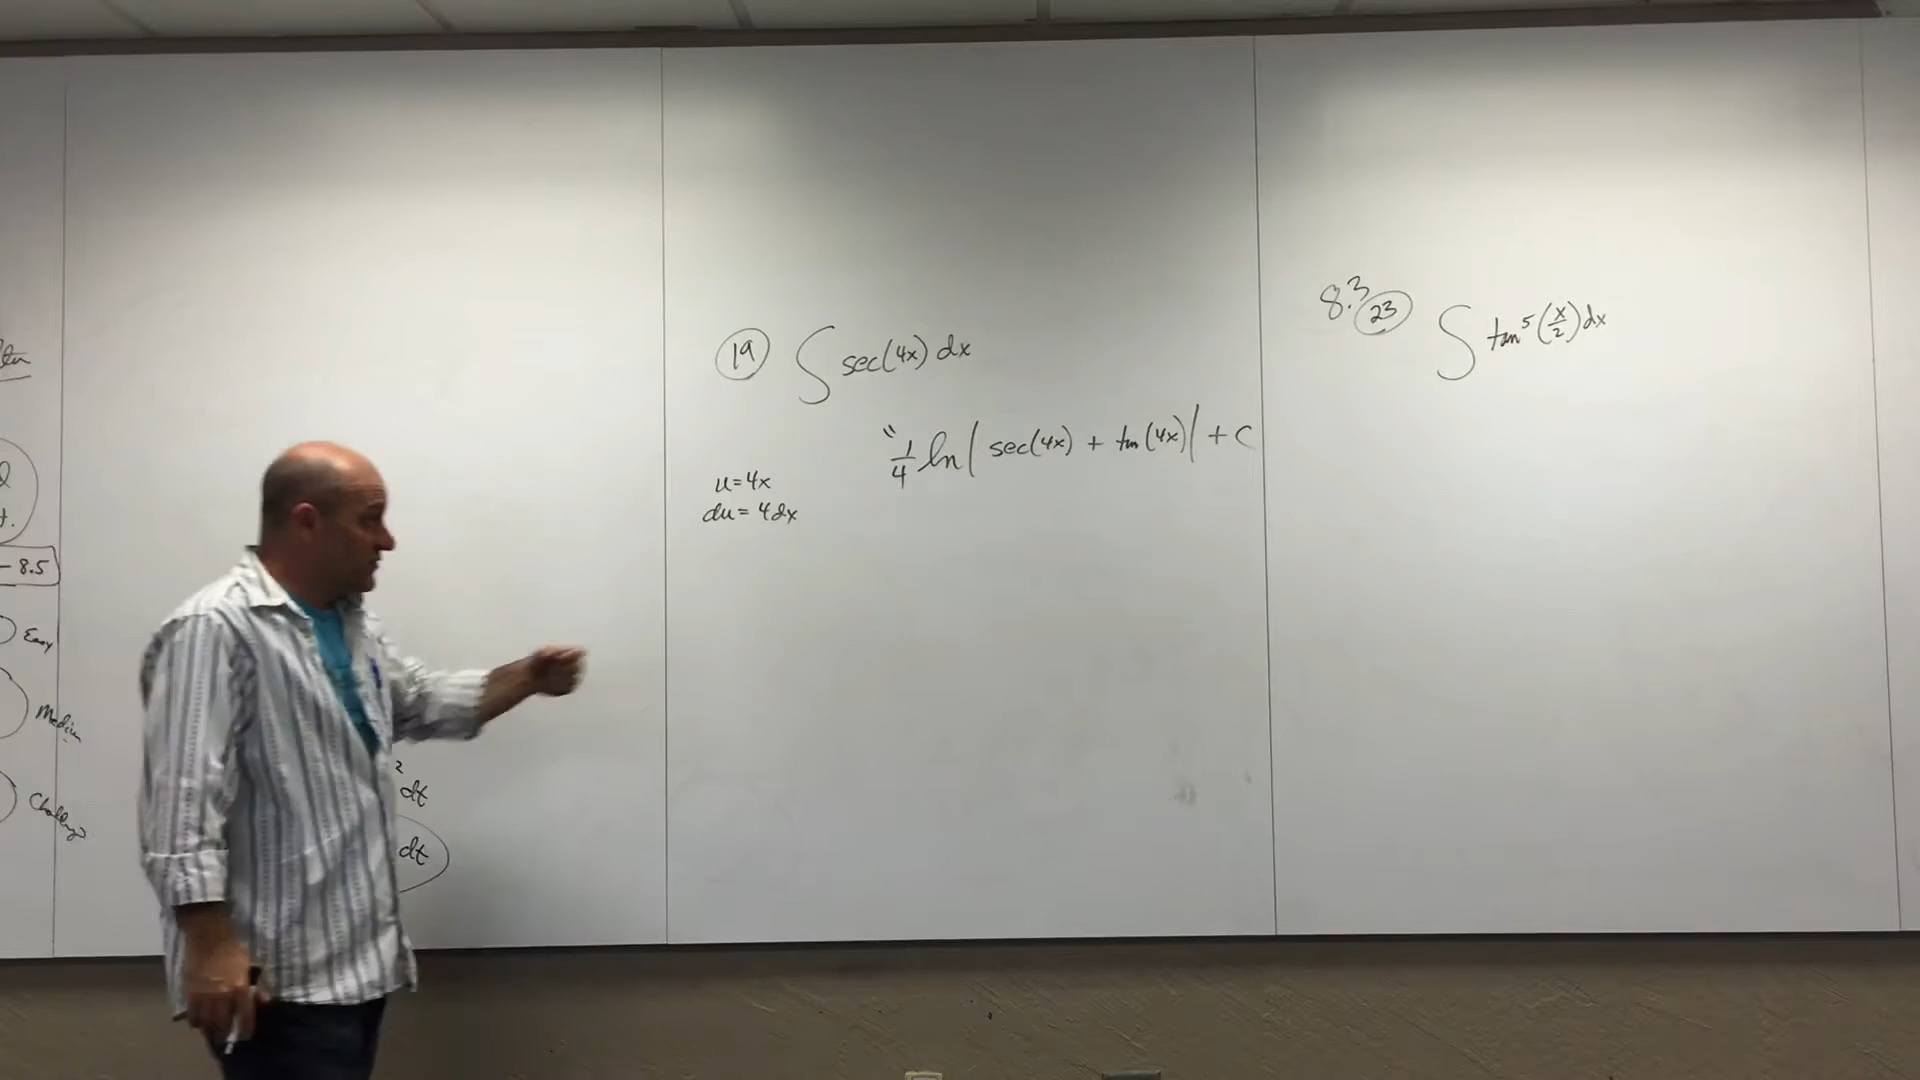 - 8.5
Easy
Medium
2
dt
dt
19 ∫ sec(4x) dx
" 1/4 ln | sec(4x) + tan(4x) | + C
u = 4x
du = 4dx
8.3 23 ∫ tan⁵(x/2) dx